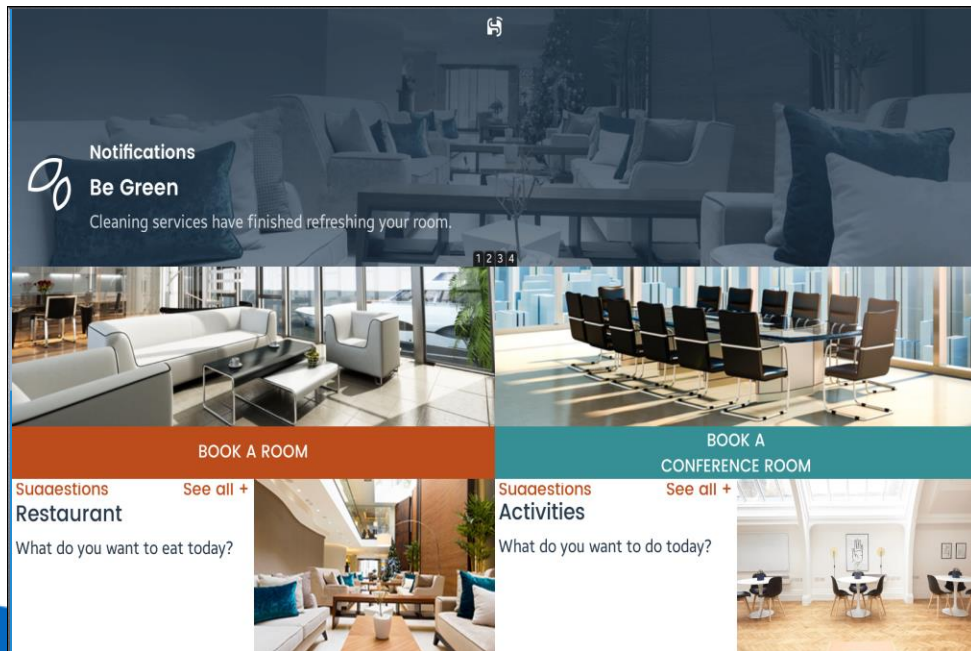 Notifications
Be Green
Cleaning services have finished refreshing your room.
1 2 3 4
BOOK A ROOM
BOOK A
CONFERENCE ROOM
Suggestions See all +
Restaurant
What do you want to eat today?
Suggestions See all +
Activities
What do you want to do today?